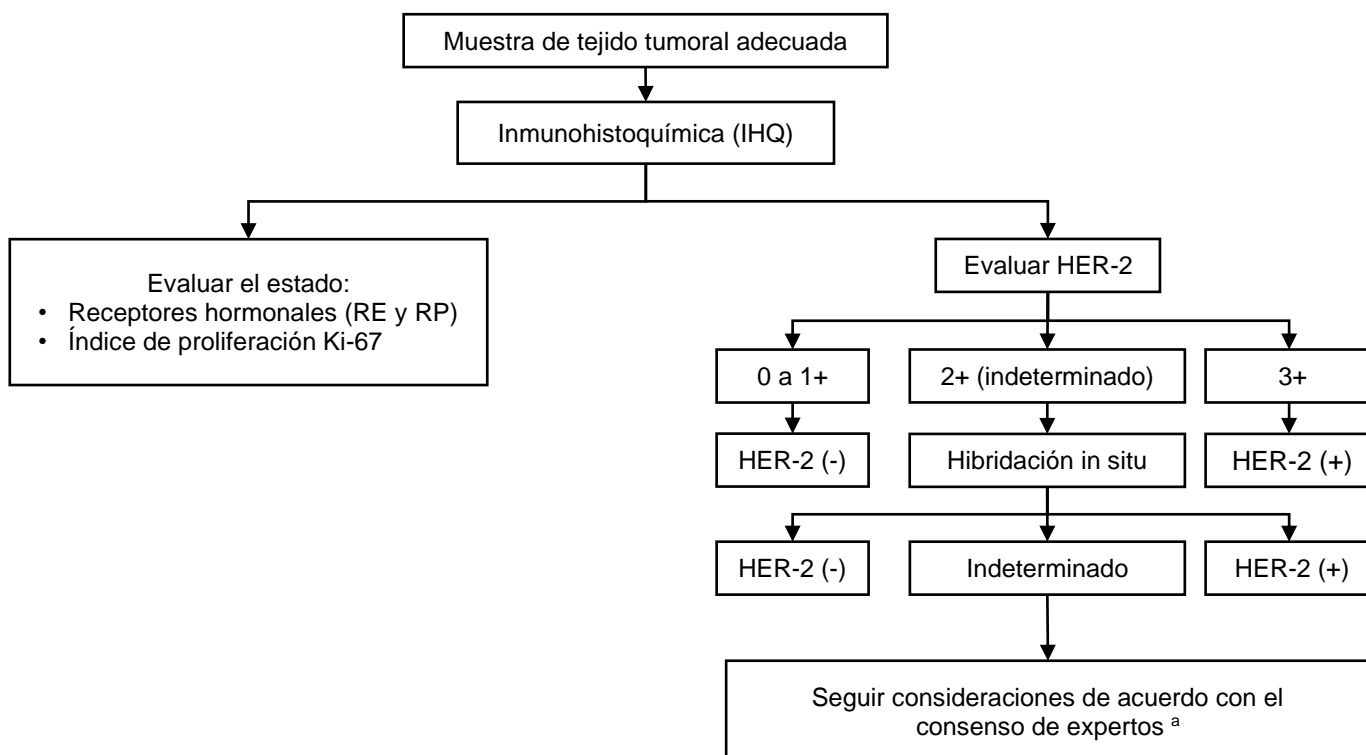 Muestra de tejido tumoral adecuada
Inmunohistoquímica (IHQ)
Evaluar el estado:
• Receptores hormonales (RE y RP)
• Índice de proliferación Ki-67
Evaluar HER-2
0 a 1+
2+ (indeterminado)
3+
HER-2 (-)
Hibridación in situ
HER-2 (+)
HER-2 (-)
Indeterminado
HER-2 (+)
Seguir consideraciones de acuerdo con el
consenso de expertos ª